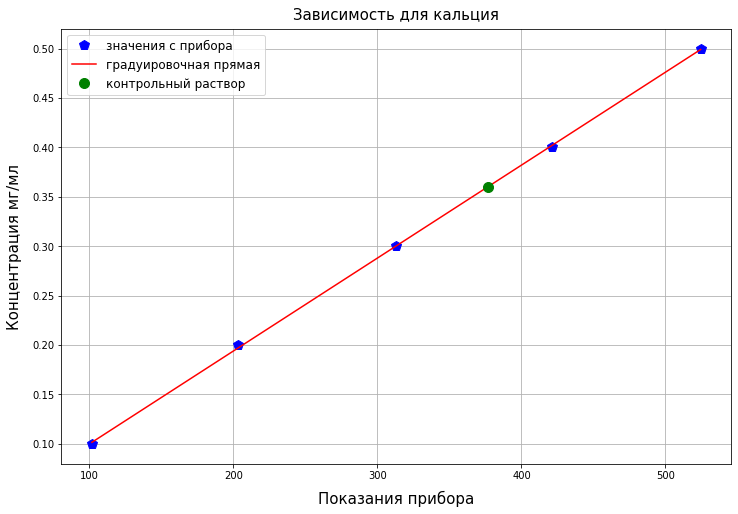 Зависимость для кальция
значения с прибора
градуировочная прямая
контрольный раствор
Концентрация мг/мл
0.50
0.45
0.40
0.35
0.30
0.25
0.20
0.15
0.10
100 200 300 400 500
Показания прибора